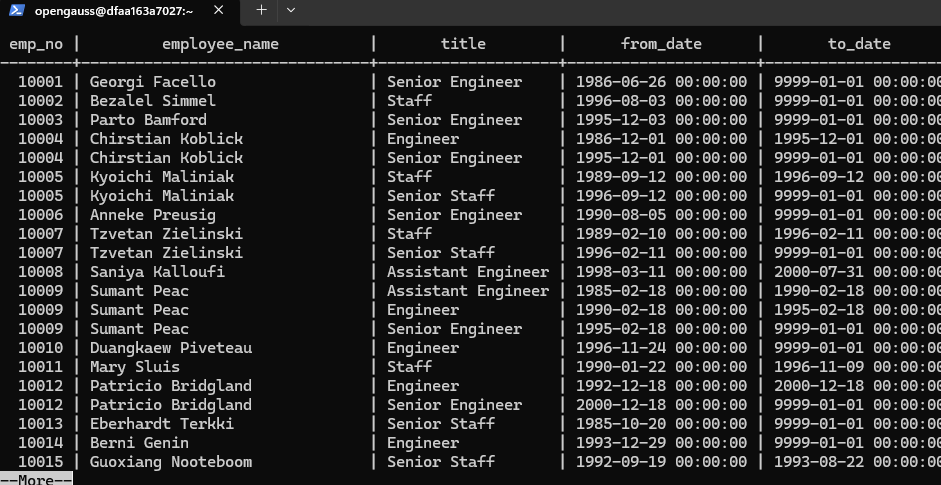 opengauss@dfaa163a7027:~
emp_no | employee_name | title | from_date | to_date
--------+--------------------------------+--------------------+---------------------+---------------------
10001 | Georgi Facello | Senior Engineer | 1986-06-26 00:00:00 | 9999-01-01 00:00:00
10002 | Bezalel Simmel | Staff | 1996-08-03 00:00:00 | 9999-01-01 00:00:00
10003 | Parto Bamford | Senior Engineer | 1995-12-03 00:00:00 | 9999-01-01 00:00:00
10004 | Chirstian Koblick | Engineer | 1986-12-01 00:00:00 | 1995-12-01 00:00:00
10004 | Chirstian Koblick | Senior Engineer | 1995-12-01 00:00:00 | 9999-01-01 00:00:00
10005 | Kyoichi Maliniak | Staff | 1989-09-12 00:00:00 | 1996-09-12 00:00:00
10005 | Kyoichi Maliniak | Senior Staff | 1996-09-12 00:00:00 | 9999-01-01 00:00:00
10006 | Anneke Preusig | Senior Engineer | 1990-08-05 00:00:00 | 9999-01-01 00:00:00
10007 | Tzvetan Zielinski | Staff | 1989-02-10 00:00:00 | 1996-02-11 00:00:00
10007 | Tzvetan Zielinski | Senior Staff | 1996-02-11 00:00:00 | 9999-01-01 00:00:00
10008 | Saniya Kalloufi | Assistant Engineer | 1998-03-11 00:00:00 | 2000-07-31 00:00:00
10009 | Sumant Peac | Assistant Engineer | 1985-02-18 00:00:00 | 1990-02-18 00:00:00
10009 | Sumant Peac | Engineer | 1990-02-18 00:00:00 | 1995-02-18 00:00:00
10009 | Sumant Peac | Senior Engineer | 1995-02-18 00:00:00 | 9999-01-01 00:00:00
10010 | Duangkaew Piveteau | Engineer | 1996-11-24 00:00:00 | 9999-01-01 00:00:00
10011 | Mary Sluis | Staff | 1990-01-22 00:00:00 | 1996-11-09 00:00:00
10012 | Patricio Bridgland | Engineer | 1992-12-18 00:00:00 | 2000-12-18 00:00:00
10012 | Patricio Bridgland | Senior Engineer | 2000-12-18 00:00:00 | 9999-01-01 00:00:00
10013 | Eberhardt Terkki | Senior Staff | 1985-10-20 00:00:00 | 9999-01-01 00:00:00
10014 | Berni Genin | Engineer | 1993-12-29 00:00:00 | 9999-01-01 00:00:00
10015 | Guoxiang Nooteboom | Senior Staff | 1992-09-19 00:00:00 | 1993-08-22 00:00:00
--More--